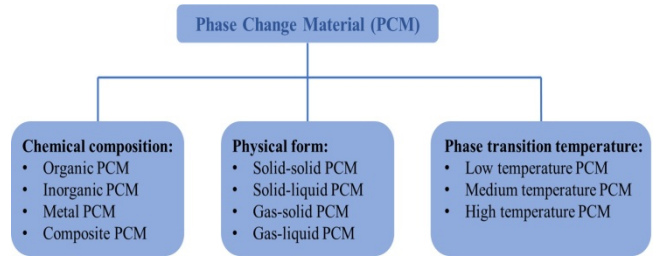 Phase Change Material (PCM)
Chemical composition:
• Organic PCM
• Inorganic PCM
• Metal PCM
• Composite PCM
Physical form:
• Solid-solid PCM
• Solid-liquid PCM
• Gas-solid PCM
• Gas-liquid PCM
Phase transition temperature:
• Low temperature PCM
• Medium temperature PCM
• High temperature PCM